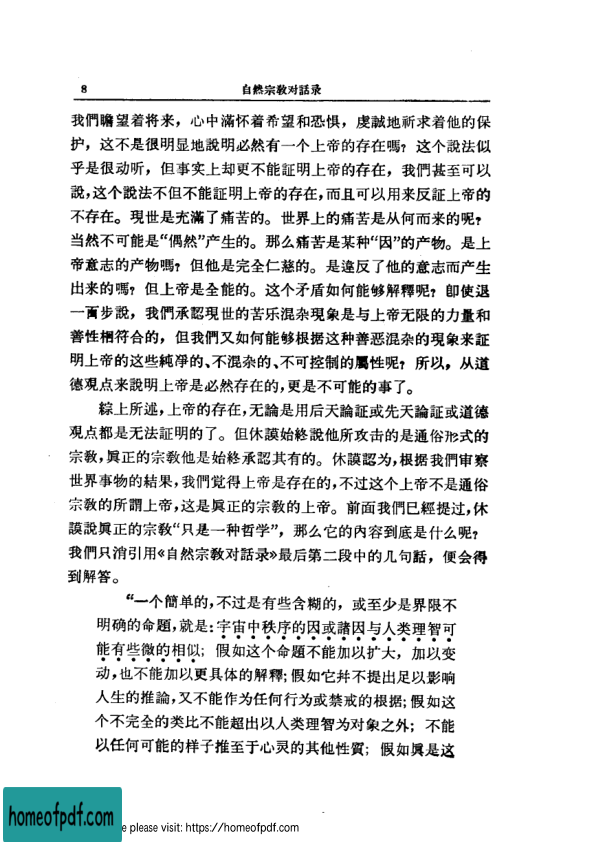 8
自然宗敎对話录
我們瞻望着将来，心中滿怀着希望和恐惧，虔誠地祈求着他的保
护，这不是很明显地說明必然有一个上帝的存在嗎？这个說法似
乎是很动听，但事实上却更不能証明上帝的存在，我們甚至可以
說，这个說法不但不能証明上帝的存在，而且可以用来反証上帝的
不存在。現世是充滿了痛苦的。世界上的痛苦是从何而来的呢？
当然不可能是“偶然”产生的。那么痛苦是某种“因”的产物。是上
帝意志的产物嗎？但他是完全仁慈的。是違反了他的意志而产生
出来的嗎？但上帝是全能的。这个矛盾如何能够解釋呢？卽使退
一百步說，我們承認現世的苦乐混杂現象是与上帝无限的力量和
善性相符合的，但我們又如何能够根据这种善恶混杂的現象来証
明上帝的这些純淨的、不混杂的、不可控制的屬性呢？所以，从道
德观点来說明上帝是必然存在的，更是不可能的事了。
綜上所述，上帝的存在，无論是用后天論証或先天論証或道德
观点都是无法証明的了。但休謨始終說他所攻击的是通俗形式的
宗敎，眞正的宗敎他是始終承認其有的。休謨認为，根据我們审察
世界事物的結果，我們覚得上帝是存在的，不过这个上帝不是通俗
宗敎的所謂上帝，这是眞正的宗敎的上帝。前面我們已經提过，休
謨說眞正的宗敎“只是一种哲学”，那么它的內容到底是什么呢？
我們只消引用《自然宗敎对話录》最后第二段中的几句話，便会得
到解答。
“一个簡单的，不过是有些含糊的，或至少是界限不
明确的命題，就是：宇宙中秩序的因或諸因与人类理智可
能有些微的相似；假如这个命題不能加以扩大，加以变
动，也不能加以更具体的解釋；假如它幷不提出足以影响
人生的推論，又不能作为任何行为或禁戒的根据；假如这
个不完全的类比不能超出以人类理智为对象之外；不能
以任何可能的样子推至于心灵的其他性質；假如眞是这
homeofpdf.com
e please visit: https://homeofpdf.com